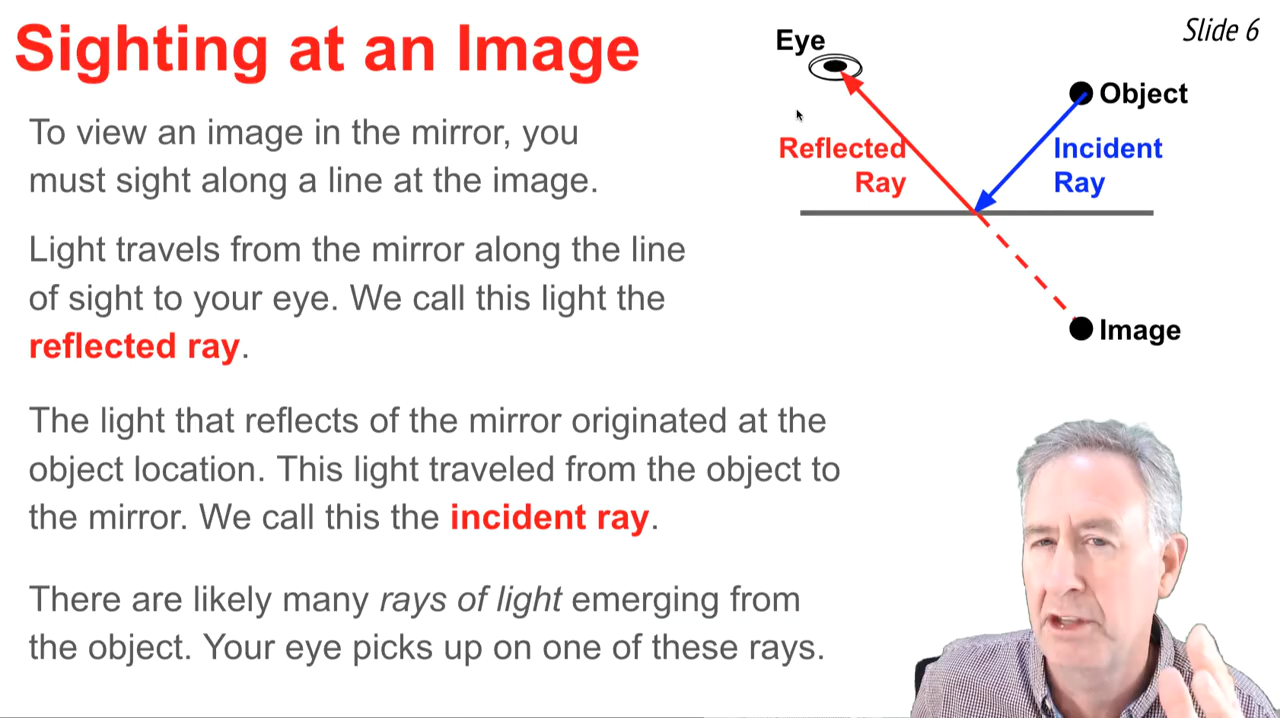 Sighting at an Image
Slide 6
To view an image in the mirror, you
must sight along a line at the image.
Light travels from the mirror along the line
of sight to your eye. We call this light the
reflected ray.
The light that reflects of the mirror originated at the
object location. This light traveled from the object to
the mirror. We call this the incident ray.
There are likely many rays of light emerging from
the object. Your eye picks up on one of these rays.
Eye
Object
Reflected
Ray
Incident
Ray
Image